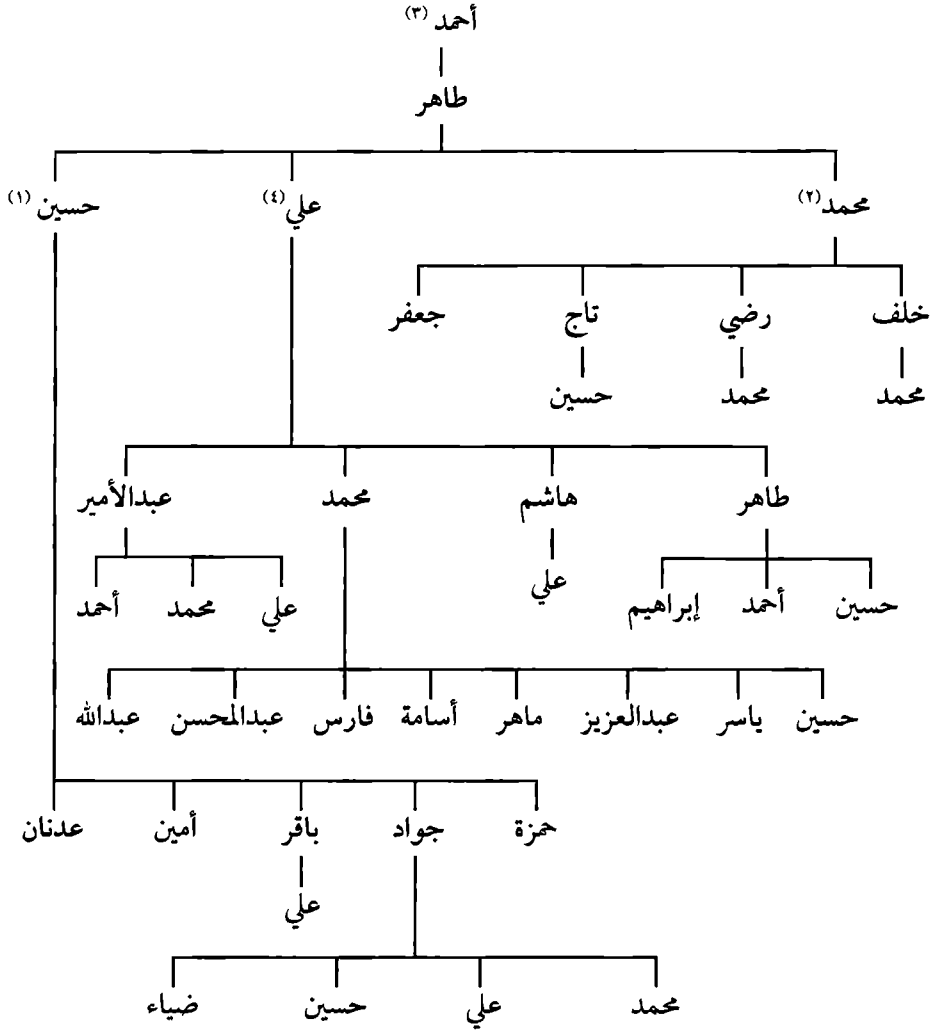 أحمد (٣)
طاهر
محمد (٢) علي (٤) حسين (١)
خلف رضي تاج جعفر
محمد محمد حسين
طاهر هاشم محمد عبدالأمير
علي
حسين أحمد إبراهيم علي محمد أحمد
حسين ياسر عبدالعزيز ماهر أسامة فارس عبدالمحسن عبدالله
حمزة جواد باقر أمين عدنان
علي
محمد علي حسين ضياء